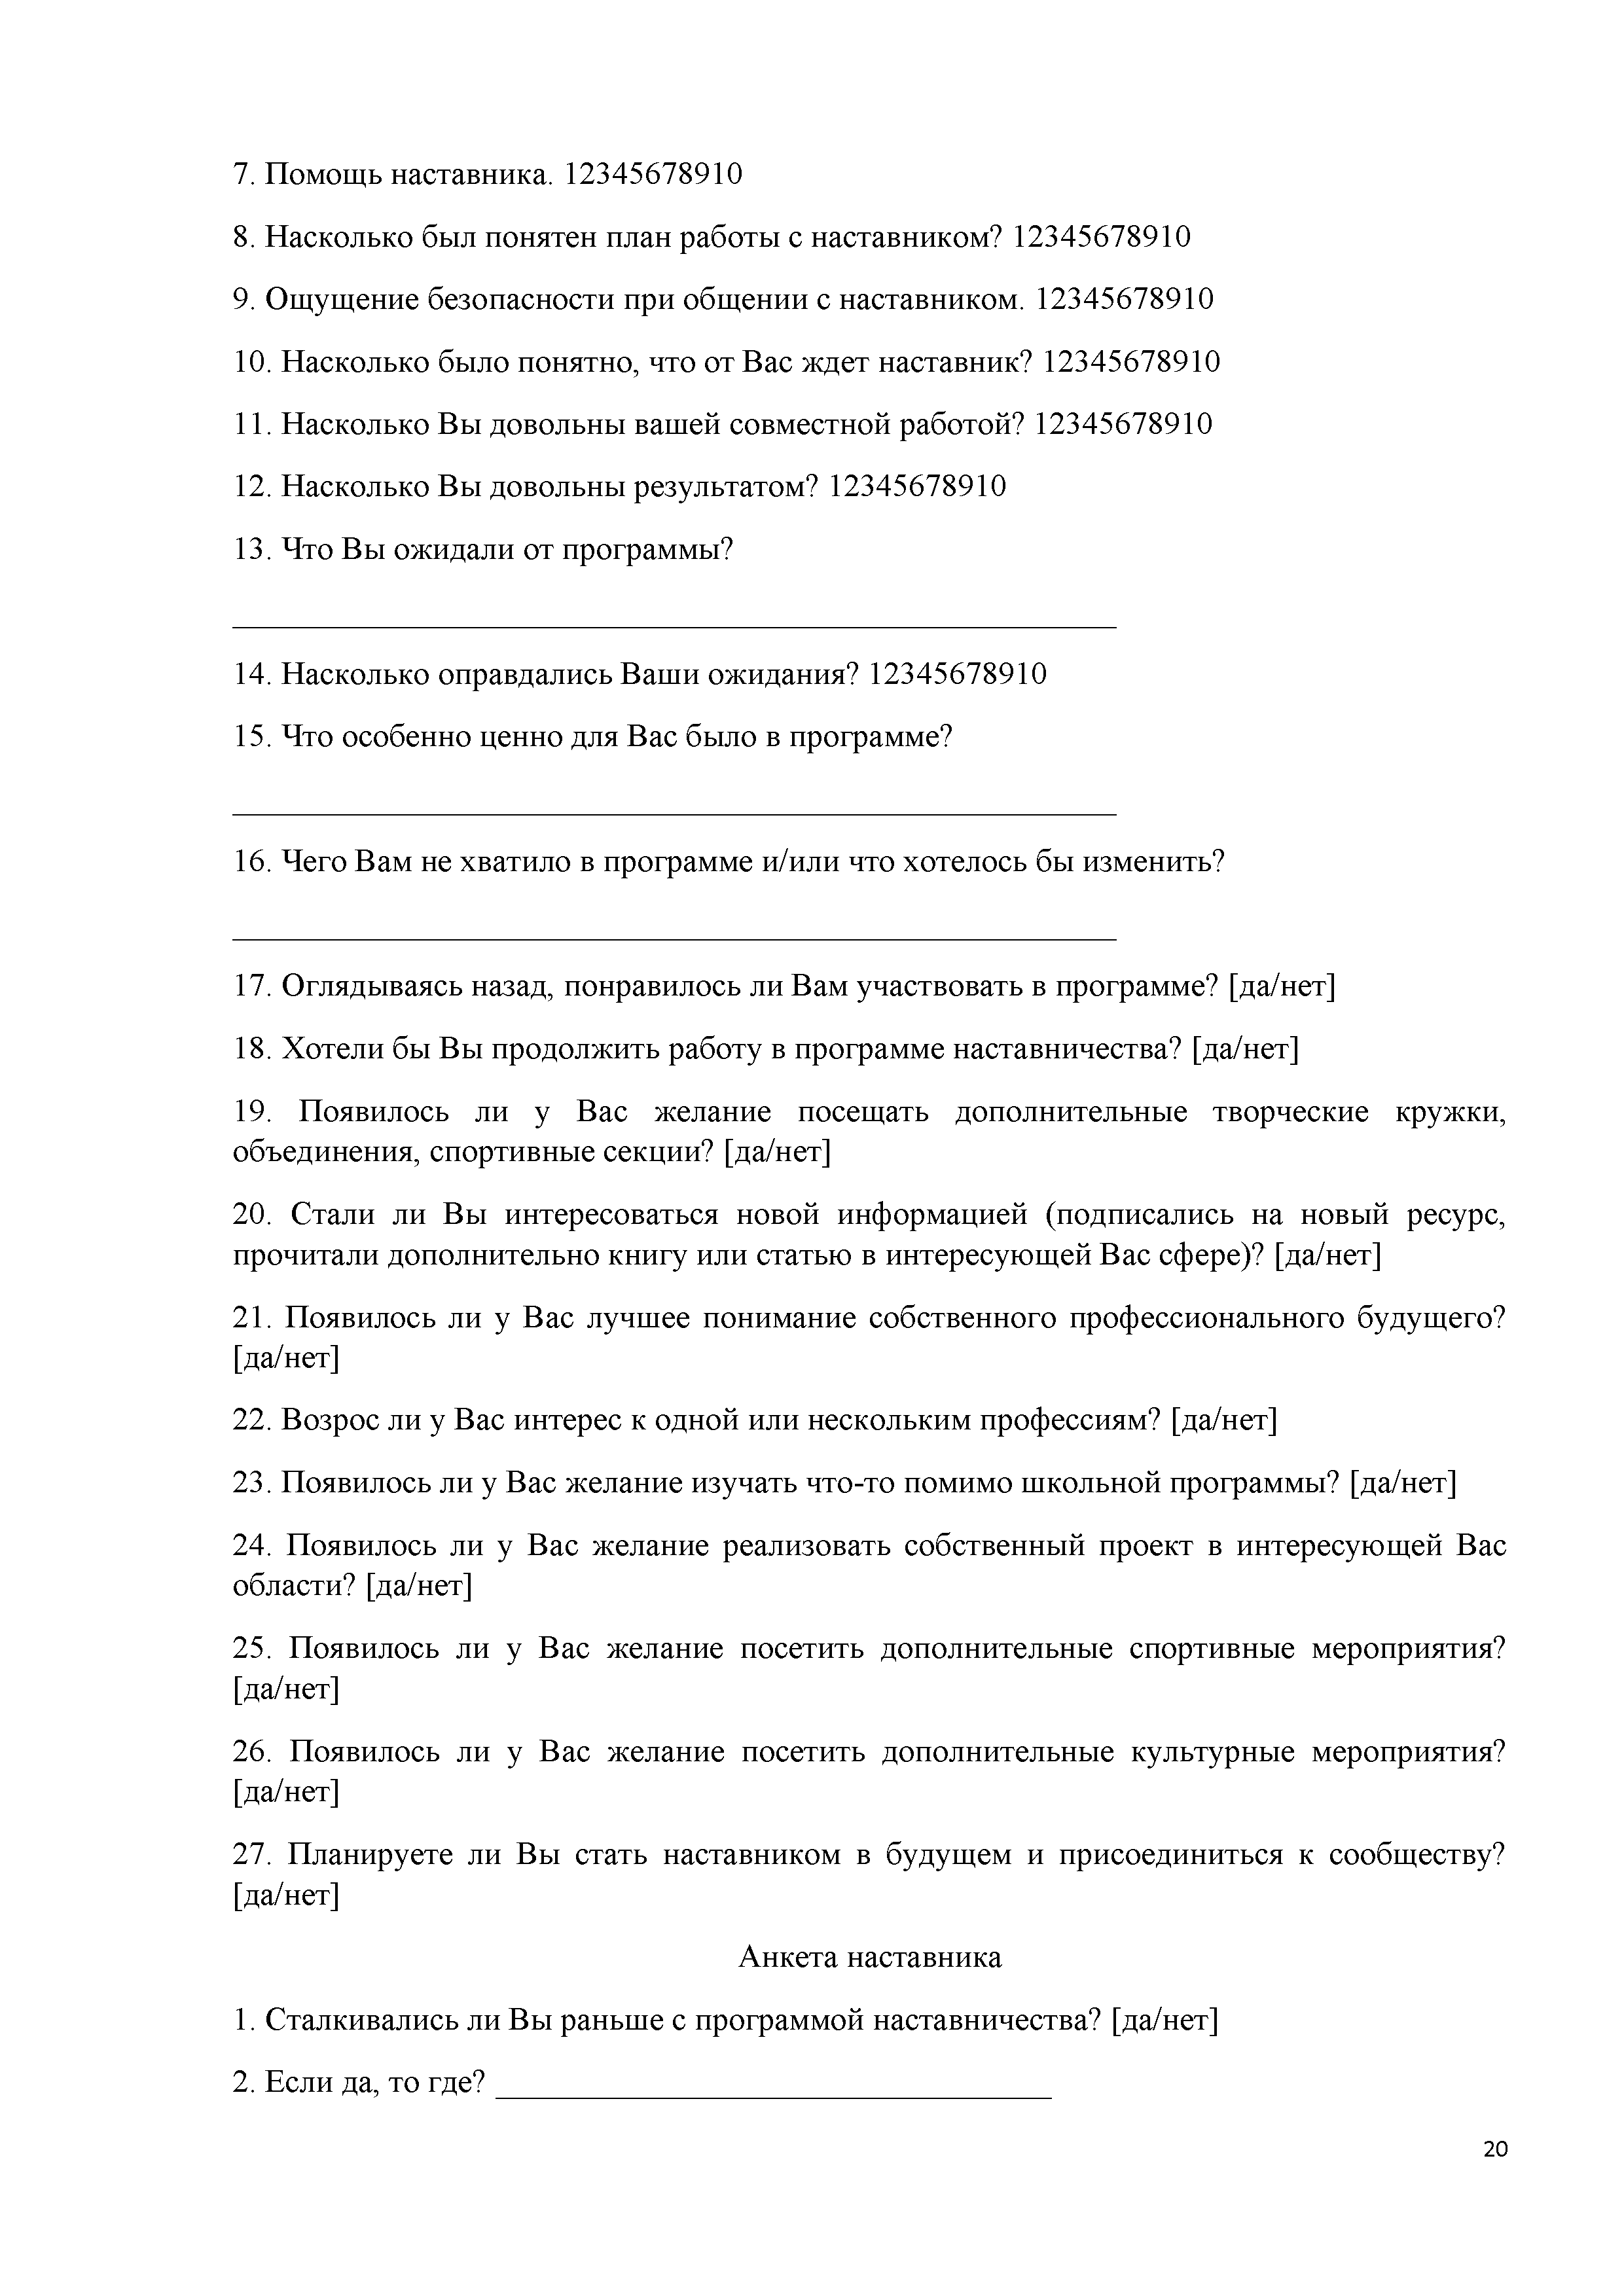 7. Помощь наставника. 12345678910
8. Насколько был понятен план работы с наставником? 12345678910
9. Ощущение безопасности при общении с наставником. 12345678910
10. Насколько было понятно, что от Вас ждет наставник? 12345678910
11. Насколько Вы довольны вашей совместной работой? 12345678910
12. Насколько Вы довольны результатом? 12345678910
13. Что Вы ожидали от программы?
14. Насколько оправдались Ваши ожидания? 12345678910
15. Что особенно ценно для Вас было в программе?
16. Чего Вам не хватило в программе и/или что хотелось бы изменить?
17. Оглядываясь назад, понравилось ли Вам участвовать в программе? [да/нет]
18. Хотели бы Вы продолжить работу в программе наставничества? [да/нет]
19. Появилось ли у Вас желание посещать дополнительные творческие кружки,
объединения, спортивные секции? [да/нет]
20. Стали ли Вы интересоваться новой информацией (подписались на новый ресурс,
прочитали дополнительно книгу или статью в интересующей Вас сфере)? [да/нет]
21. Появилось ли у Вас лучшее понимание собственного профессионального будущего?
[да/нет]
22. Возрос ли у Вас интерес к одной или нескольким профессиям? [да/нет]
23. Появилось ли у Вас желание изучать что-то помимо школьной программы? [да/нет]
24. Появилось ли у Вас желание реализовать собственный проект в интересующей Вас
области? [да/нет]
25. Появилось ли у Вас желание посетить дополнительные спортивные мероприятия?
[да/нет]
26. Появилось ли у Вас желание посетить дополнительные культурные мероприятия?
[да/нет]
27. Планируете ли Вы стать наставником в будущем и присоединиться к сообществу?
[да/нет]
Анкета наставника
1. Сталкивались ли Вы раньше с программой наставничества? [да/нет]
2. Если да, то где?
20